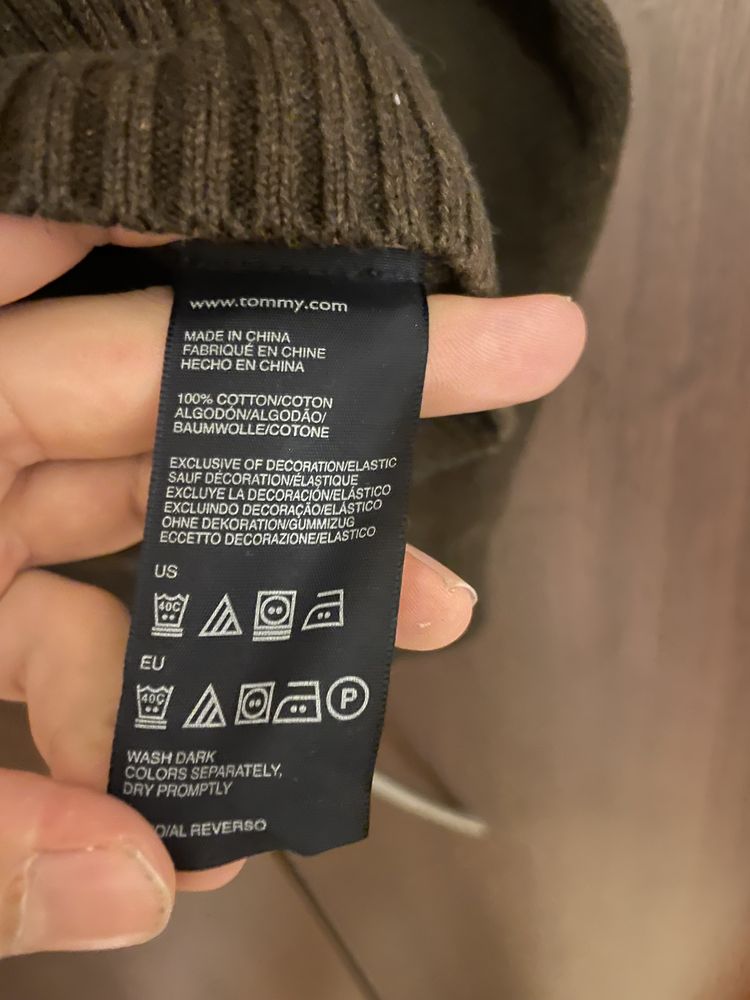 www.tommy.com
MADE IN CHINA
FABRIQUÉ EN CHINE
HECHO EN CHINA
100% COTTON/COTON
ALGODÓN/ALGODÃO/
BAUMWOLLE/COTONE
EXCLUSIVE OF DECORATION/ELASTIC
SAUF DÉCORATION/ÉLASTIQUE
EXCLUYE LA DECORACIÓN/ELÁSTICO
EXCLUINDO DECORAÇÃO/ELÁSTICO
OHNE DEKORATION/GUMMIZUG
ECCETTO DECORAZIONE/ELASTICO
US
40C
EU
40C P
WASH DARK
COLORS SEPARATELY,
DRY PROMPTLY
O/AL REVERSO